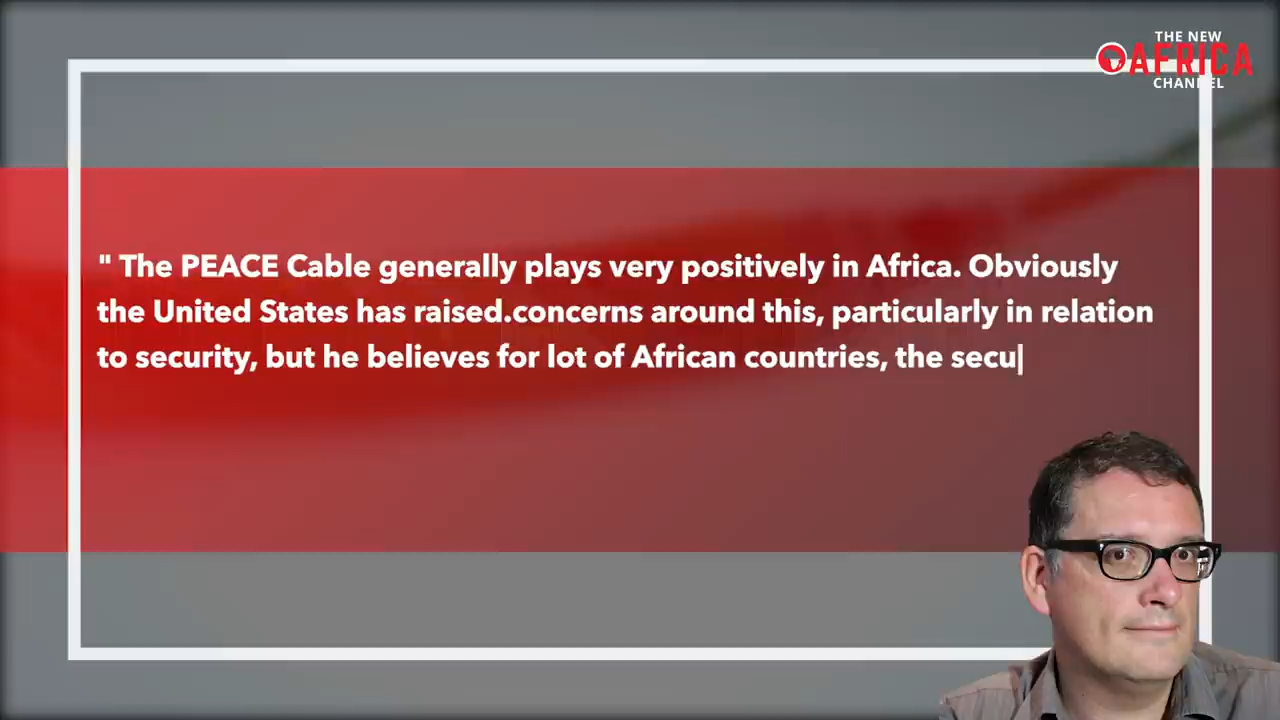 THE NEW
AFRICA
CHANNEL
" The PEACE Cable generally plays very positively in Africa. Obviously
the United States has raised.concerns around this, particularly in relation
to security, but he believes for lot of African countries, the secu|